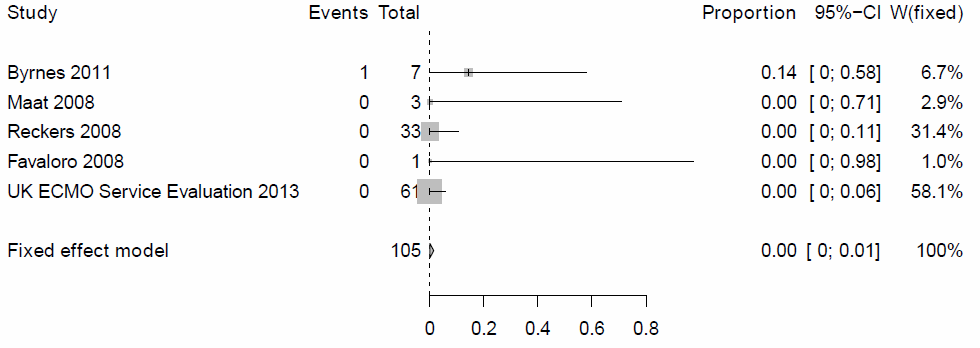 Study Events Total Proportion 95%−CI W(fixed)
Byrnes 2011 1 7 0.14 [ 0; 0.58] 6.7%
Maat 2008 0 3 0.00 [ 0; 0.71] 2.9%
Reckers 2008 0 33 0.00 [ 0; 0.11] 31.4%
Favaloro 2008 0 1 0.00 [ 0; 0.98] 1.0%
UK ECMO Service Evaluation 2013 0 61 0.00 [ 0; 0.06] 58.1%
Fixed effect model 105 0.00 [ 0; 0.01] 100%
0 0.2 0.4 0.6 0.8